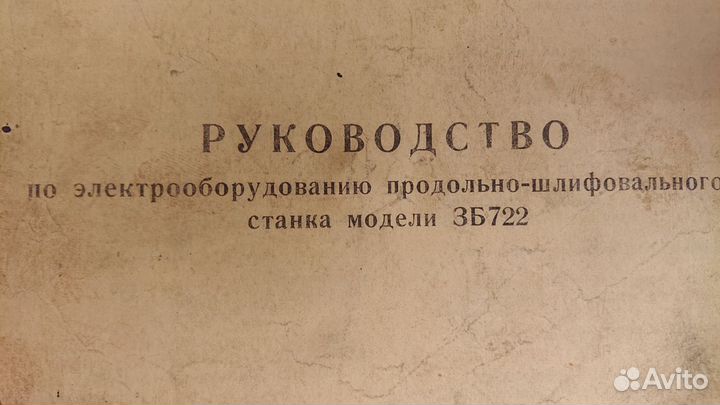 РУКОВОДСТВО
по электрооборудованию продольно-шлифовального
станка модели 3Б722
Avito